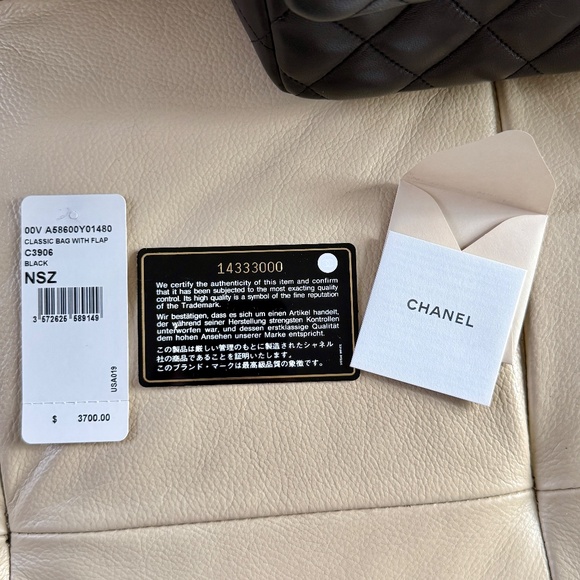 00V A58600Y01480
CLASSIC BAG WITH FLAP
C3906
BLACK
NSZ
3 572625 589149
USA019
$ 3700.00
14333000
We certify the authenticity of this item and confirm
that it has been subjected to the most exacting quality
control. Its high quality is a symbol of the fine reputation
of the Trademark.
Wir bestätigen, dass es sich um einen Artikel handelt,
der während seiner Herstellung strengsten Kontrollen
unterworfen war, und dessen erstklassige Qualität
dem hohen Ansehen unserer Marke entspricht.
この製品は厳しい管理のもとに製造されたシャネル
社の商品であることを証明いたします。
このブランド・マークは最高級品質の象徴です。
CHANEL